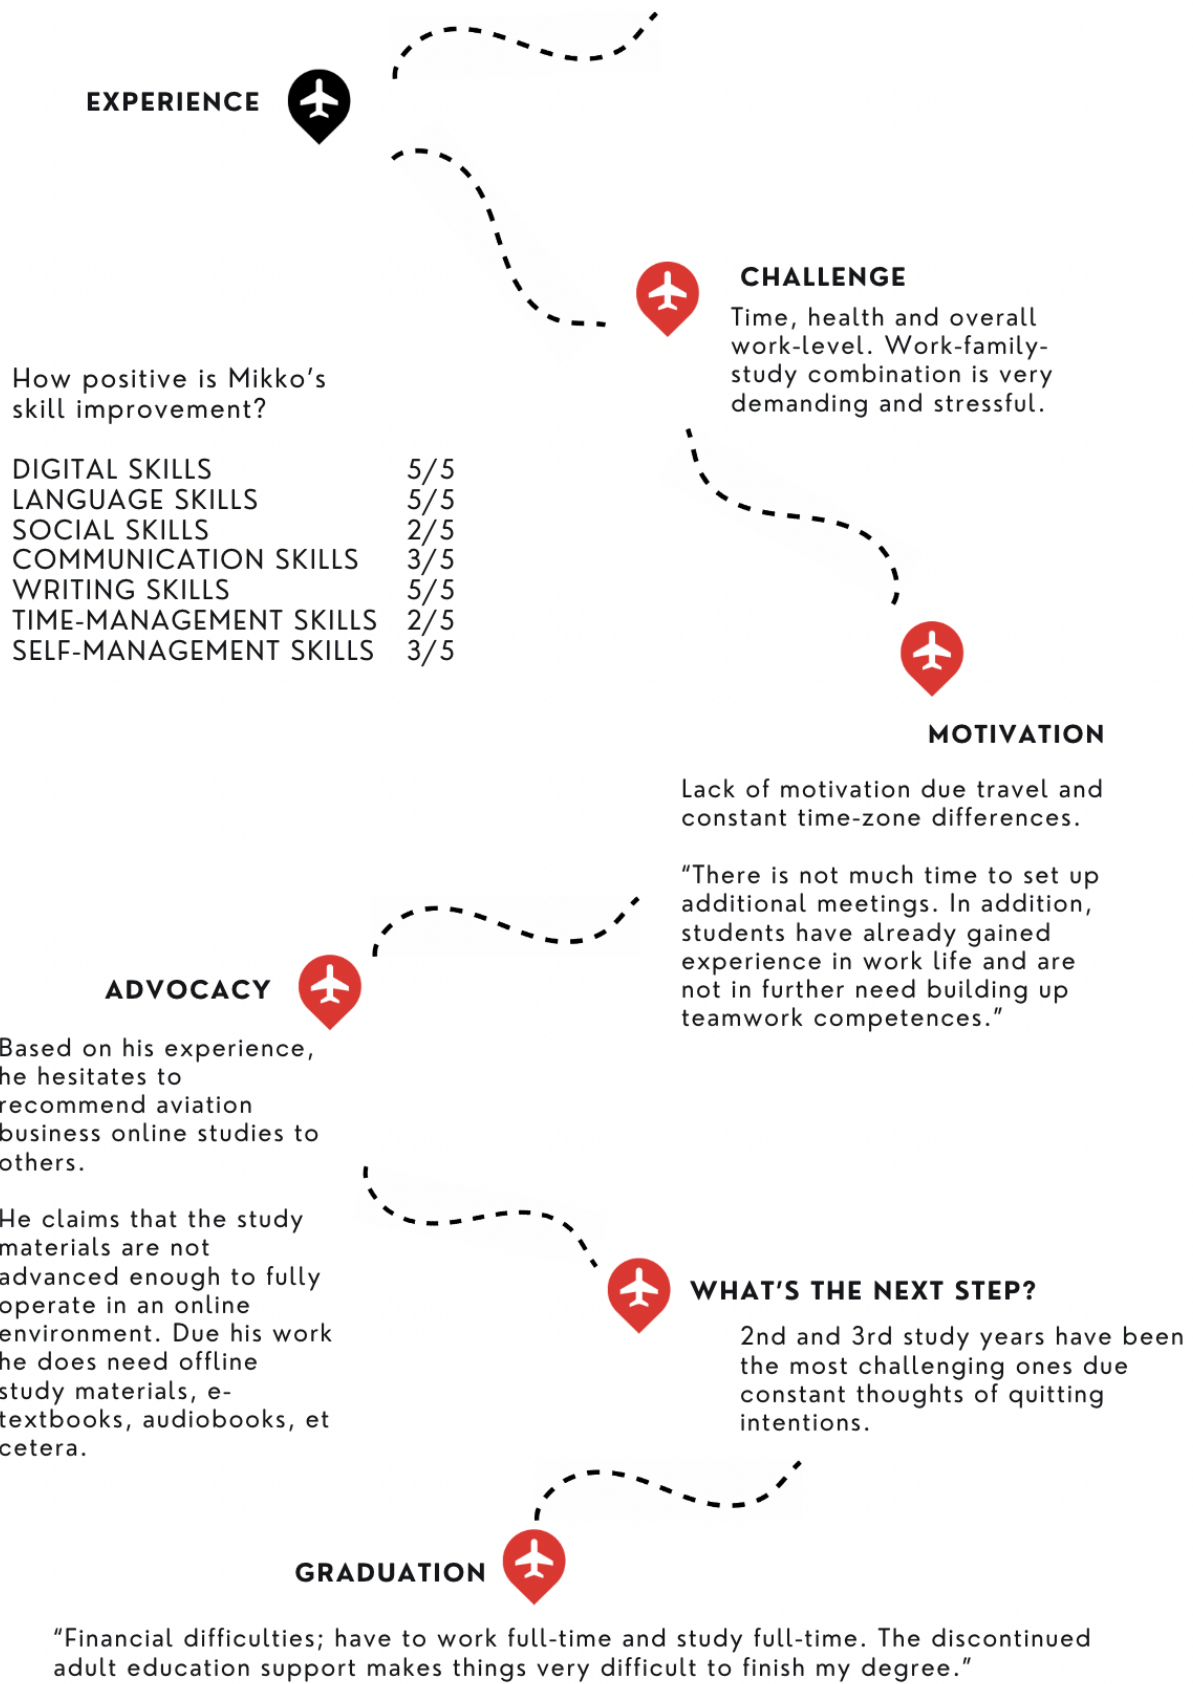 EXPERIENCE
CHALLENGE
Time, health and overall
work-level. Work-family-
study combination is very
demanding and stressful.
How positive is Mikko's
skill improvement?
DIGITAL SKILLS 5/5
LANGUAGE SKILLS 5/5
SOCIAL SKILLS 2/5
COMMUNICATION SKILLS 3/5
WRITING SKILLS 5/5
TIME-MANAGEMENT SKILLS 2/5
SELF-MANAGEMENT SKILLS 3/5
MOTIVATION
Lack of motivation due travel and
constant time-zone differences.
“There is not much time to set up
additional meetings. In addition,
students have already gained
experience in work life and are
not in further need building up
teamwork competences.”
ADVOCACY
Based on his experience,
he hesitates to
recommend aviation
business online studies to
others.
He claims that the study
materials are not
advanced enough to fully
operate in an online
environment. Due his work
he does need offline
study materials, e-
textbooks, audiobooks, et
cetera.
WHAT'S THE NEXT STEP?
2nd and 3rd study years have been
the most challenging ones due
constant thoughts of quitting
intentions.
GRADUATION
“Financial difficulties; have to work full-time and study full-time. The discontinued
adult education support makes things very difficult to finish my degree.”